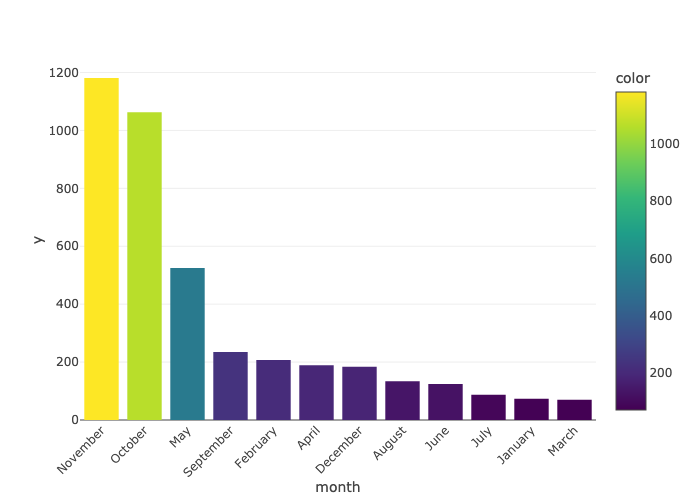 color
1200
1000
800
600
400
200
0
y
1000
800
600
400
200
November
October
May
September
February
April
December
August
June
July
January
March
month